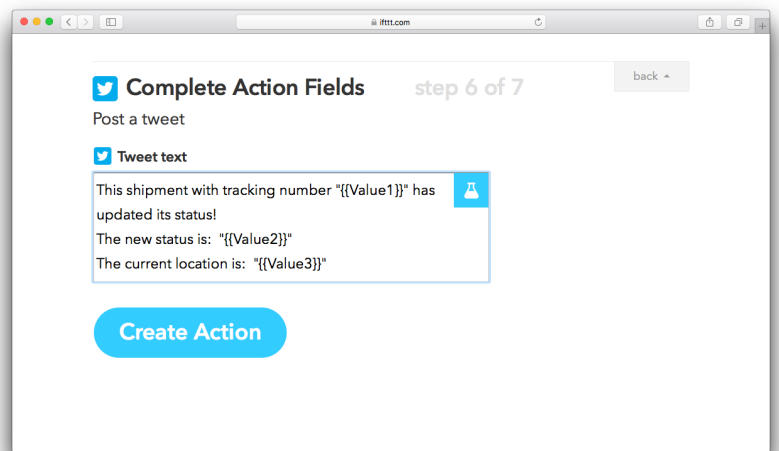 ifttt.com
back
Complete Action Fields step 6 of 7
Post a tweet
Tweet text
This shipment with tracking number "{{Value1}}" has
updated its status!
The new status is:  "{{Value2}}"
The current location is:  "{{Value3}}"
Create Action